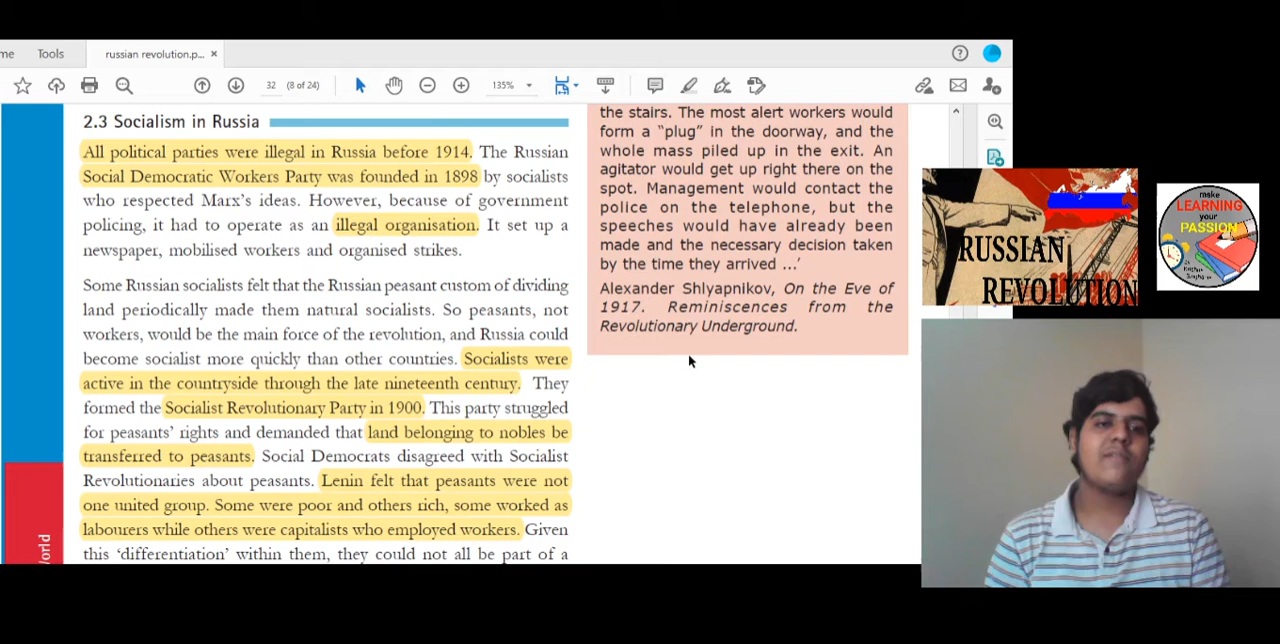 me Tools russian revolution.p... ×
32 (8 of 24) 135%
2.3 Socialism in Russia
All political parties were illegal in Russia before 1914. The Russian
Social Democratic Workers Party was founded in 1898 by socialists
who respected Marx's ideas. However, because of government
policing, it had to operate as an illegal organisation. It set up a
newspaper, mobilised workers and organised strikes.
Some Russian socialists felt that the Russian peasant custom of dividing
land periodically made them natural socialists. So peasants, not
workers, would be the main force of the revolution, and Russia could
become socialist more quickly than other countries. Socialists were
active in the countryside through the late nineteenth century. They
formed the Socialist Revolutionary Party in 1900. This party struggled
for peasants' rights and demanded that land belonging to nobles be
transferred to peasants. Social Democrats disagreed with Socialist
Revolutionaries about peasants. Lenin felt that peasants were not
one united group. Some were poor and others rich, some worked as
labourers while others were capitalists who employed workers. Given
this 'differentiation' within them, they could not all be part of a
orld
the stairs. The most alert workers would
form a "plug" in the doorway, and the
whole mass piled up in the exit. An
agitator would get up right there on the
spot. Management would contact the
police on the telephone, but the
speeches would have already been
made and the necessary decision taken
by the time they arrived ...'
Alexander Shlyapnikov, On the Eve of
1917. Reminiscences from the
Revolutionary Underground.
RUSSIAN
REVOLUTION
make
LEARNING
your
PASSION